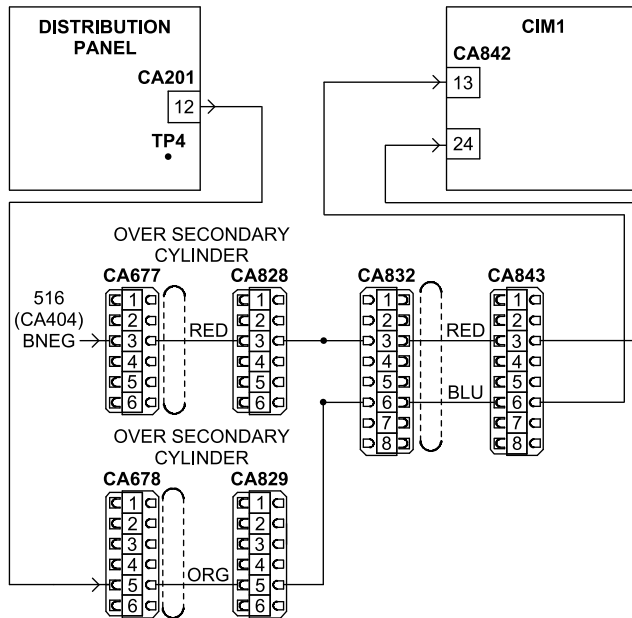 DISTRIBUTION
PANEL
CA201
12
TP4
CIM1
CA842
13
24
OVER SECONDARY
CYLINDER
CA677
CA828
CA832
CA843
516
(CA404)
BNEG
1
2
3
4
5
6
RED
1
2
3
4
5
6
1
2
3
4
5
6
7
8
RED
BLU
1
2
3
4
5
6
7
8
OVER SECONDARY
CYLINDER
CA678
CA829
1
2
3
4
5
6
ORG
1
2
3
4
5
6